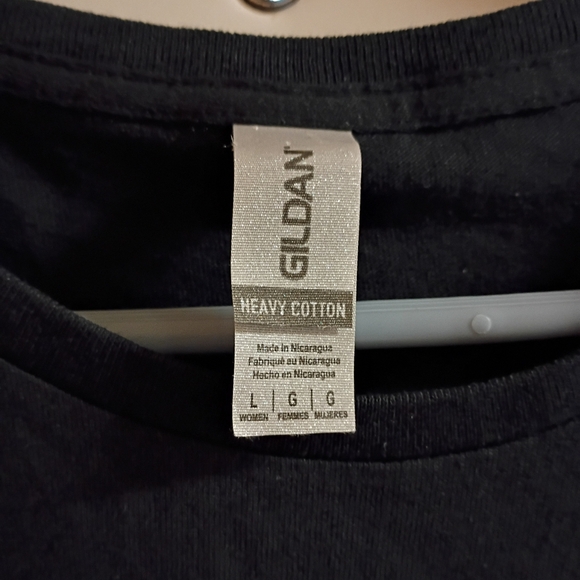 GILDAN
HEAVY COTTON
Made in Nicaragua
Fabriqué au Nicaragua
Hecho en Nicaragua
L | G | G
WOMEN FEMMES MUJERES